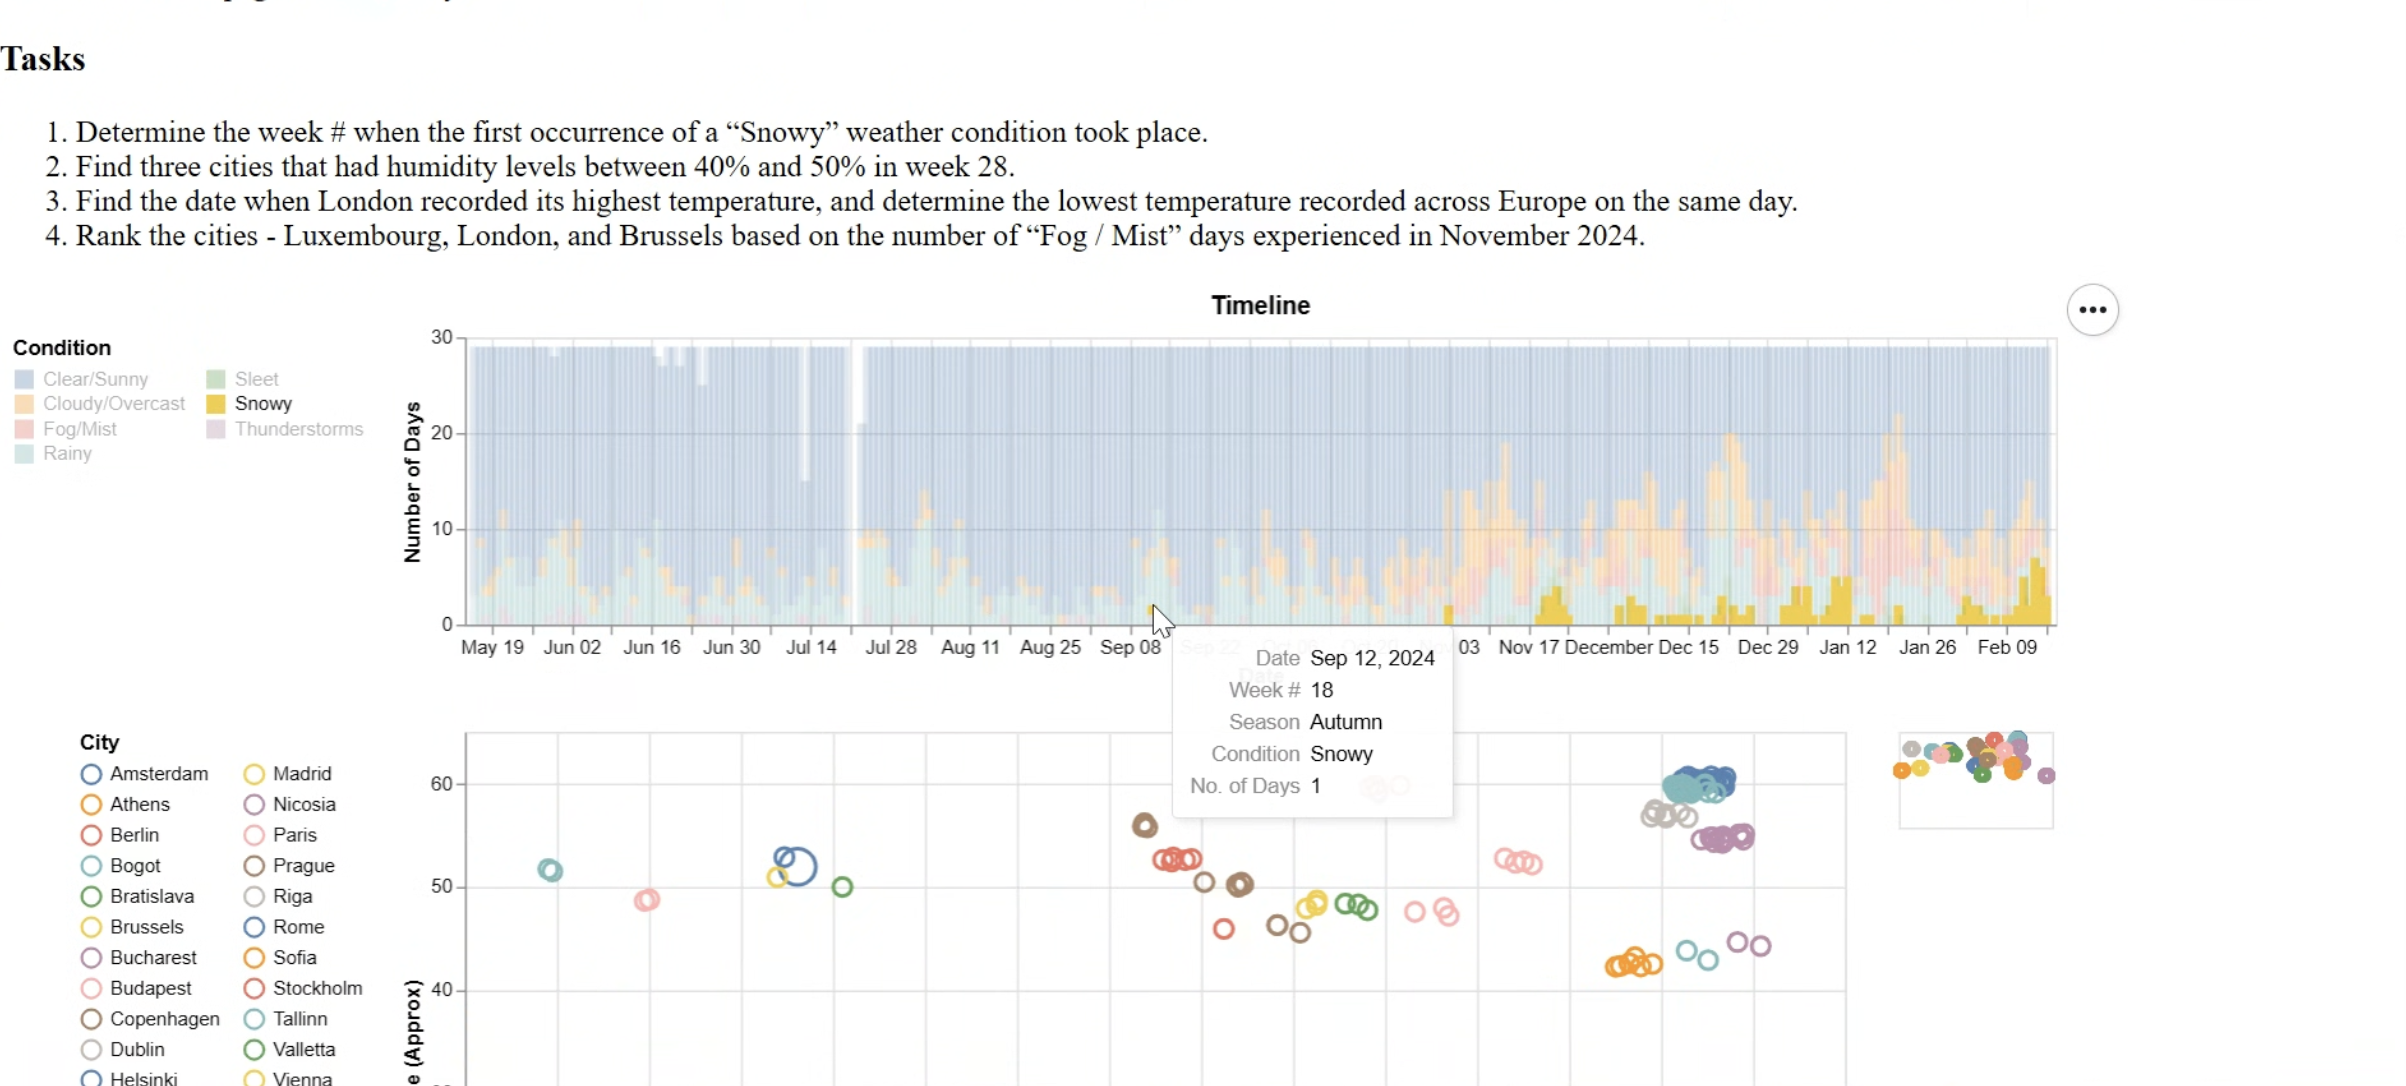 Tasks
1. Determine the week # when the first occurrence of a “Snowy” weather condition took place.
2. Find three cities that had humidity levels between 40% and 50% in week 28.
3. Find the date when London recorded its highest temperature, and determine the lowest temperature recorded across Europe on the same day.
4. Rank the cities - Luxembourg, London, and Brussels based on the number of “Fog / Mist” days experienced in November 2024.
Timeline
Condition
Clear/Sunny Sleet
Cloudy/Overcast Snowy
Fog/Mist Thunderstorms
Rainy
Number of Days
30
20
10
0
May 19 Jun 02 Jun 16 Jun 30 Jul 14 Jul 28 Aug 11 Aug 25 Sep 08 Sep 22 03 Nov 17 December Dec 15 Dec 29 Jan 12 Jan 26 Feb 09
Date
Date Sep 12, 2024
Week # 18
Season Autumn
Condition Snowy
No. of Days 1
City
Amsterdam Madrid
Athens Nicosia
Berlin Paris
Bogot Prague
Bratislava Riga
Brussels Rome
Bucharest Sofia
Budapest Stockholm
Copenhagen Tallinn
Dublin Valletta
Helsinki Vienna
60
50
40
e (Approx)